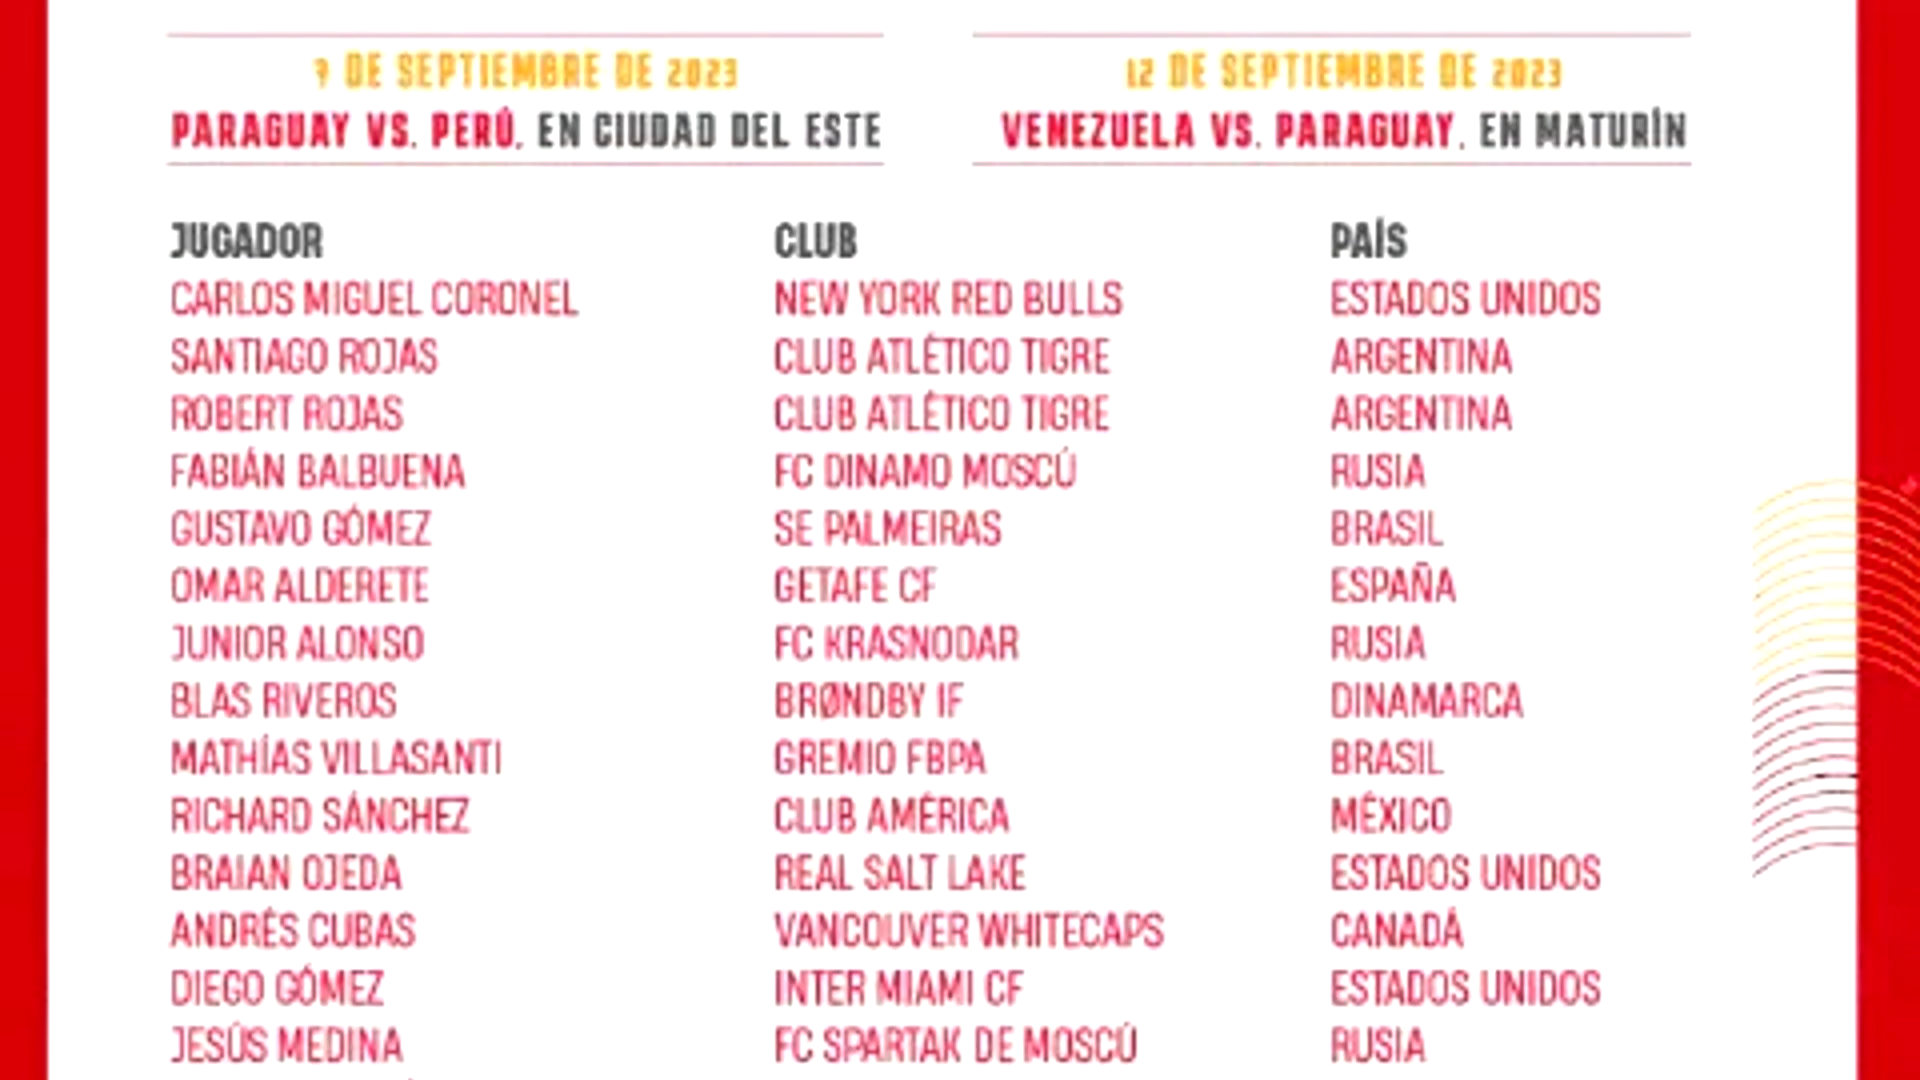 7 DE SEPTIEMBRE DE 2023
PARAGUAY VS. PERÚ, EN CIUDAD DEL ESTE
12 DE SEPTIEMBRE DE 2023
VENEZUELA VS. PARAGUAY, EN MATURÍN
JUGADOR CLUB PAÍS
CARLOS MIGUEL CORONEL NEW YORK RED BULLS ESTADOS UNIDOS
SANTIAGO ROJAS CLUB ATLÉTICO TIGRE ARGENTINA
ROBERT ROJAS CLUB ATLÉTICO TIGRE ARGENTINA
FABIÁN BALBUENA FC DINAMO MOSCÚ RUSIA
GUSTAVO GÓMEZ SE PALMEIRAS BRASIL
OMAR ALDERETE GETAFE CF ESPAÑA
JUNIOR ALONSO FC KRASNODAR RUSIA
BLAS RIVEROS BRØNDBY IF DINAMARCA
MATHÍAS VILLASANTI GREMIO FBPA BRASIL
RICHARD SÁNCHEZ CLUB AMÉRICA MÉXICO
BRAIAN OJEDA REAL SALT LAKE ESTADOS UNIDOS
ANDRÉS CUBAS VANCOUVER WHITECAPS CANADÁ
DIEGO GÓMEZ INTER MIAMI CF ESTADOS UNIDOS
JESÚS MEDINA FC SPARTAK DE MOSCÚ RUSIA